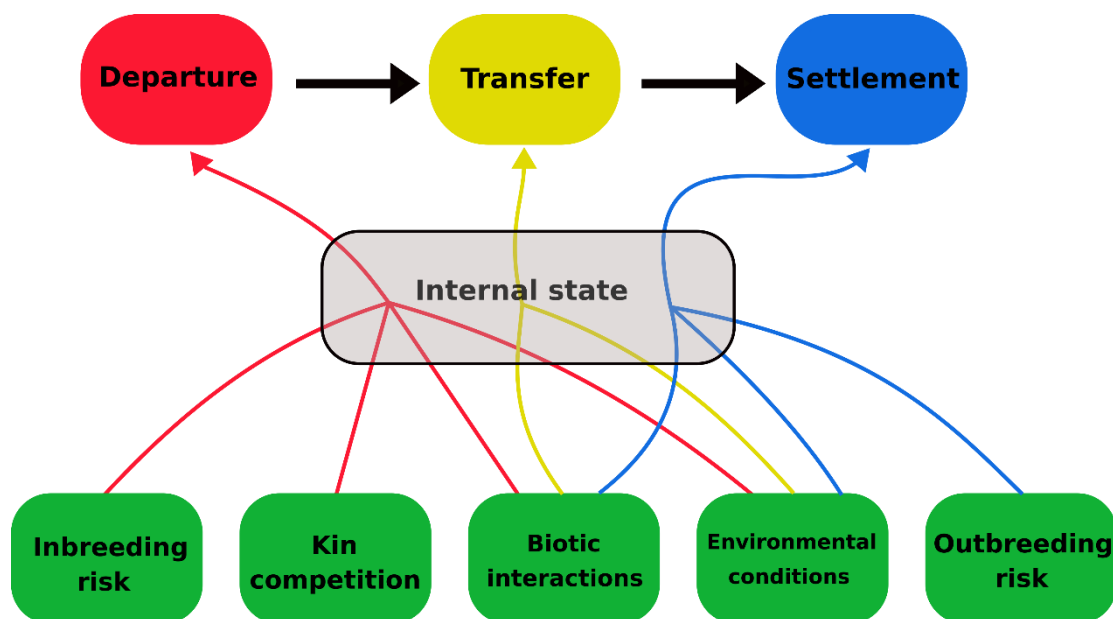 Departure
Transfer
Settlement
Internal state
Inbreeding
risk
Kin
competition
Biotic
interactions
Environmental
conditions
Outbreeding
risk